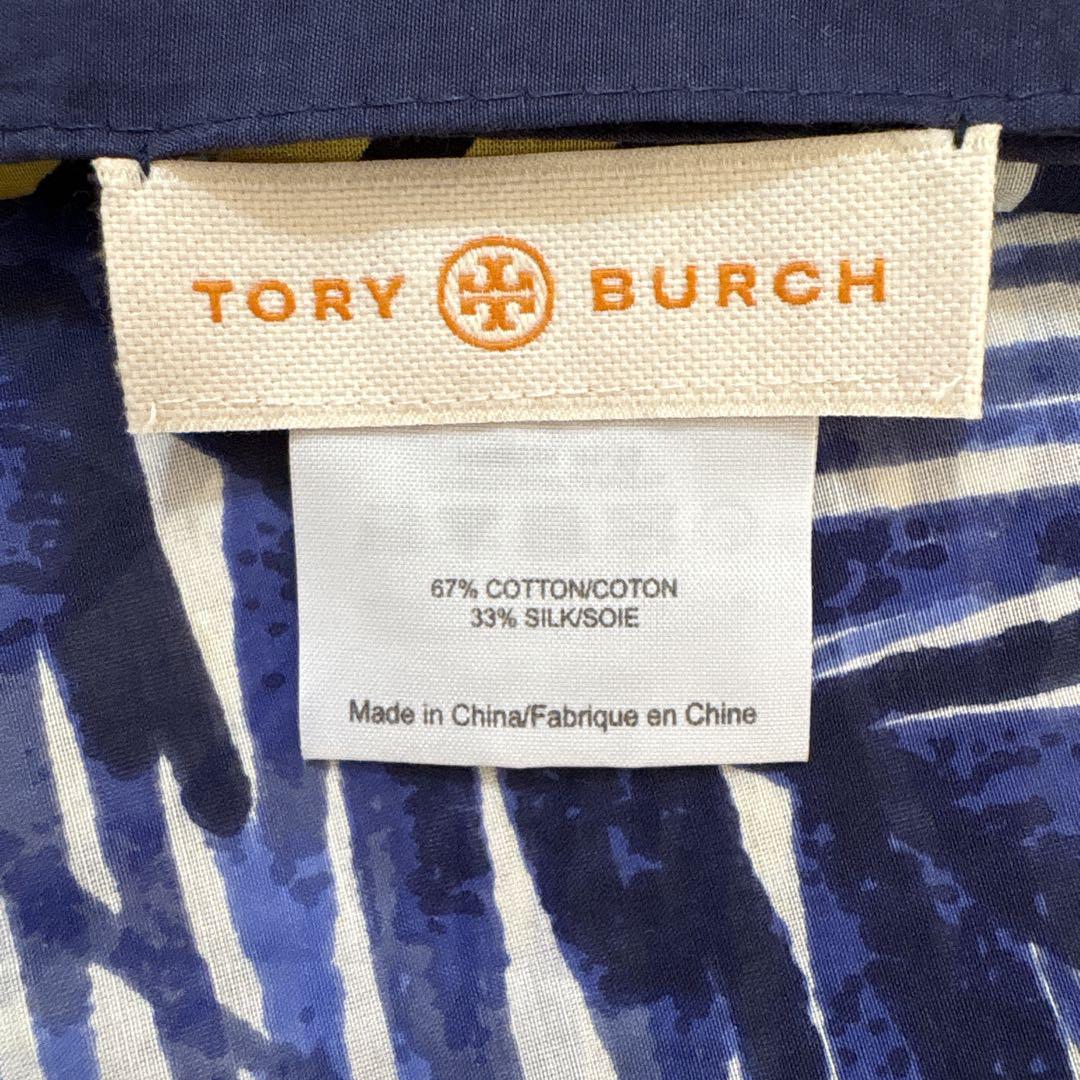 TORY BURCH
67% COTTON/COTON
33% SILK/SOIE
Made in China/Fabrique en Chine